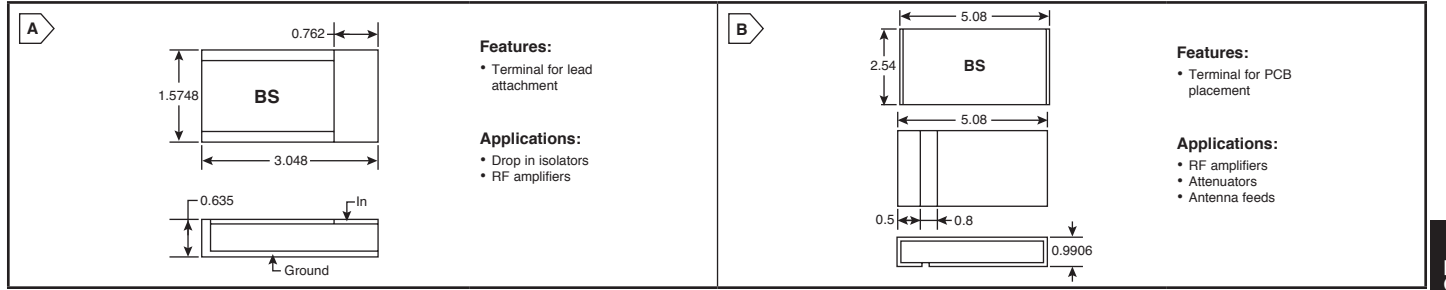 A
0.762
1.5748
BS
3.048
0.635
In
Ground
Features:
• Terminal for lead
attachment
Applications:
• Drop in isolators
• RF amplifiers
B
5.08
2.54
BS
5.08
0.5
0.8
0.9906
Features:
• Terminal for PCB
placement
Applications:
• RF amplifiers
• Attenuators
• Antenna feeds